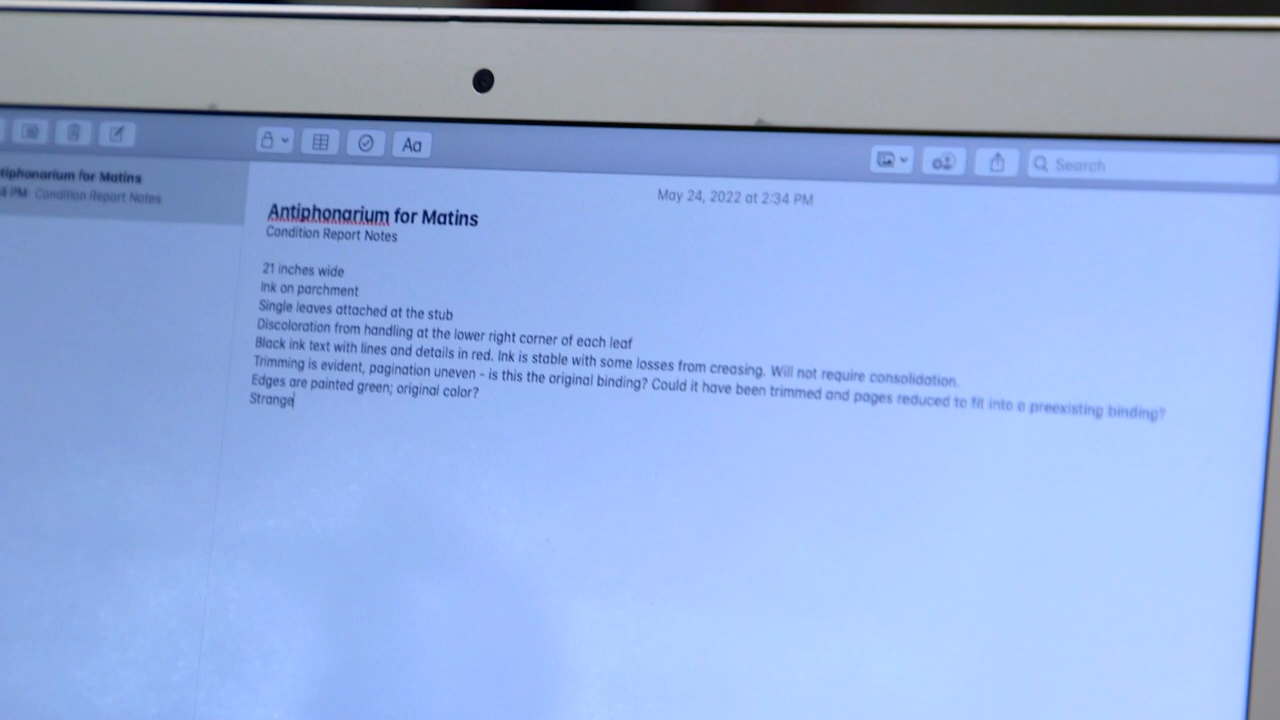 Aa
Search
tiphonarium for Matins
4 PM Condition Report Notes
May 24, 2022 at 2:34 PM
Antiphonarium for Matins
Condition Report Notes
21 inches wide
Ink on parchment
Single leaves attached at the stub
Discoloration from handling at the lower right corner of each leaf
Black ink text with lines and details in red. Ink is stable with some losses from creasing. Will not require consolidation.
Trimming is evident, pagination uneven - is this the original binding? Could it have been trimmed and pages reduced to fit into a preexisting binding?
Edges are painted green; original color?
Strange